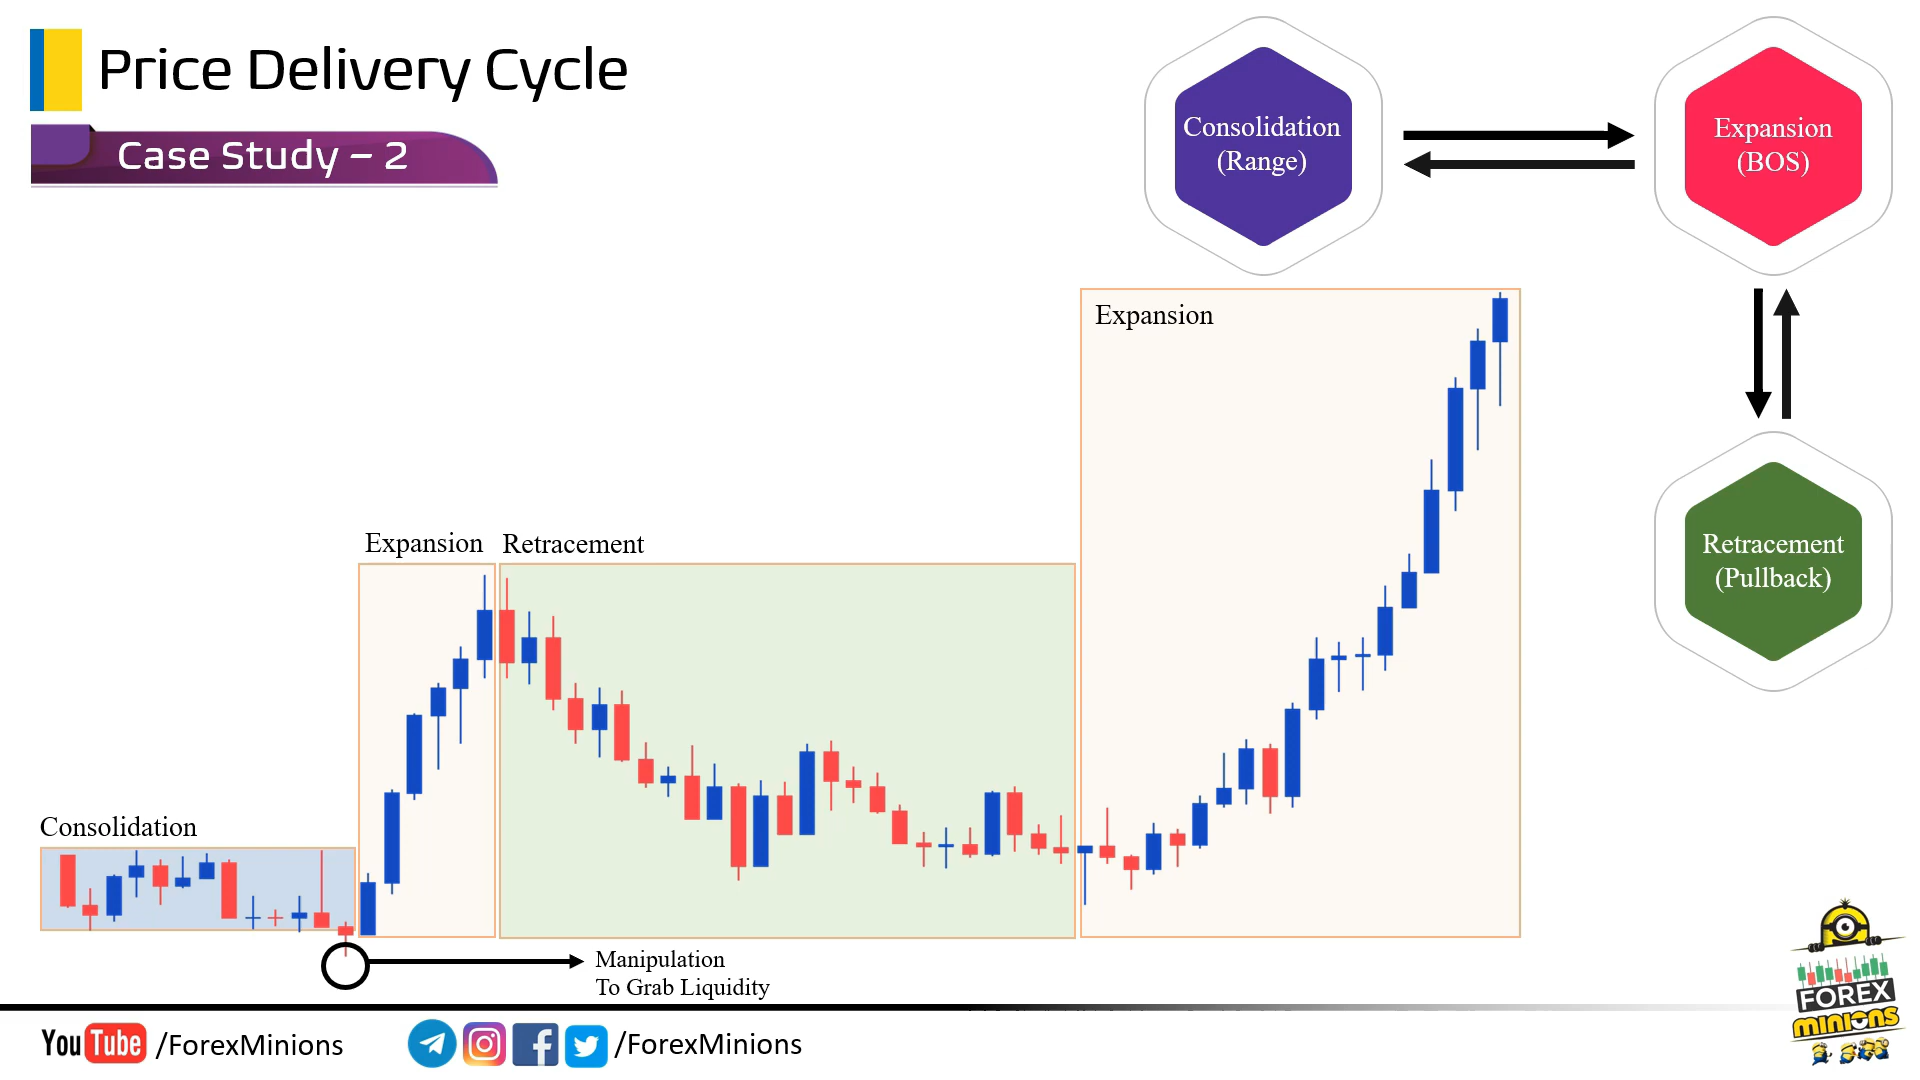 Price Delivery Cycle
Case Study – 2
Consolidation
(Range)
Expansion
(BOS)
Retracement
(Pullback)
Expansion
Expansion
Retracement
Consolidation
Manipulation
To Grab Liquidity
YouTube /ForexMinions
/ForexMinions
FOREX
minions